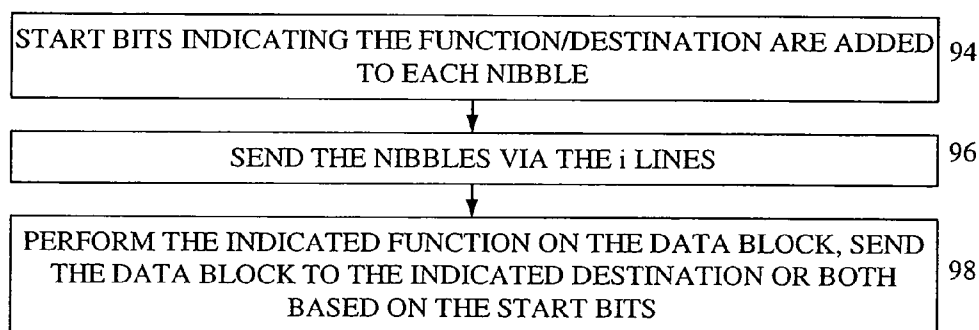 START BITS INDICATING THE FUNCTION/DESTINATION ARE ADDED
TO EACH NIBBLE
94
SEND THE NIBBLES VIA THE i LINES
96
PERFORM THE INDICATED FUNCTION ON THE DATA BLOCK, SEND
THE DATA BLOCK TO THE INDICATED DESTINATION OR BOTH
BASED ON THE START BITS
98